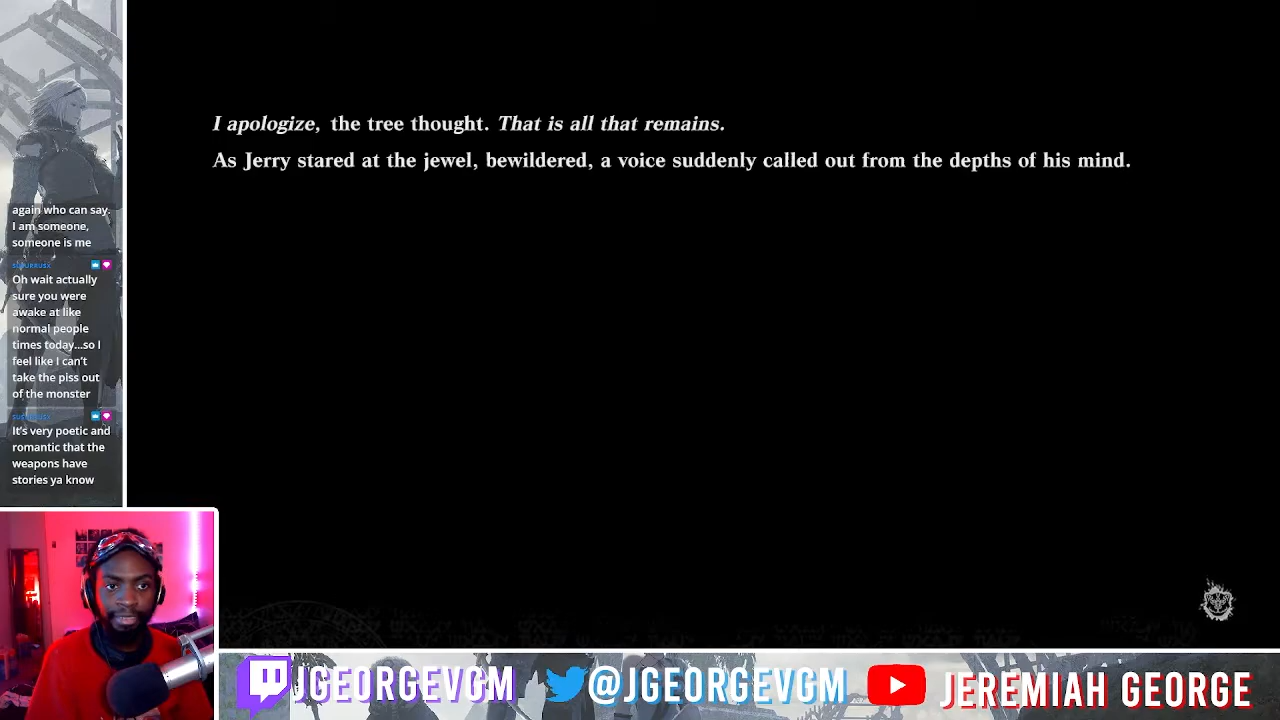 I apologize, the tree thought. That is all that remains.
As Jerry stared at the jewel, bewildered, a voice suddenly called out from the depths of his mind.
again who can say.
I am someone,
someone is me
Oh wait actually
sure you were
awake at like
normal people
times today...so I
feel like I can't
take the piss out
of the monster
It's very poetic and
romantic that the
weapons have
stories ya know
JGEORGEVGM
@JGEORGEVGM
JEREMIAH GEORGE